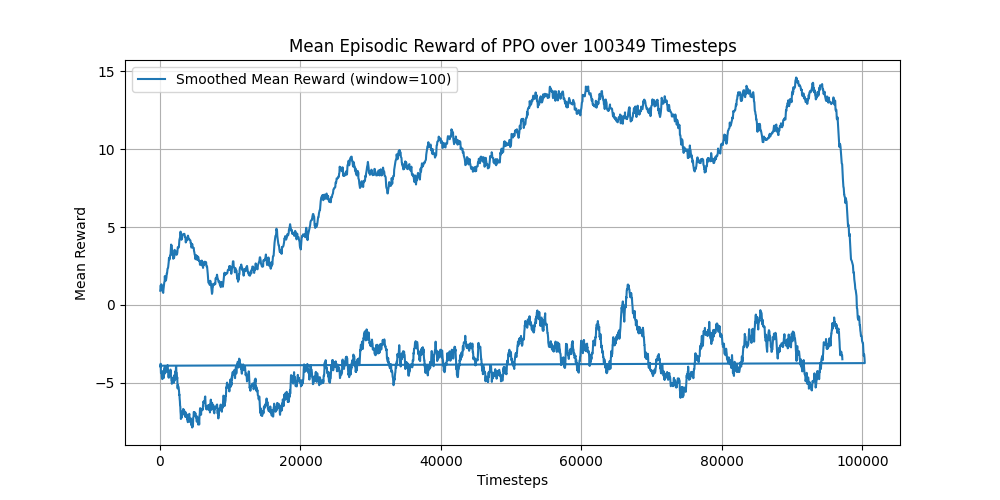 Mean Episodic Reward of PPO over 100349 Timesteps
Smoothed Mean Reward (window=100)
15
10
5
0
−5
Mean Reward
0
20000
40000
60000
80000
100000
Timesteps